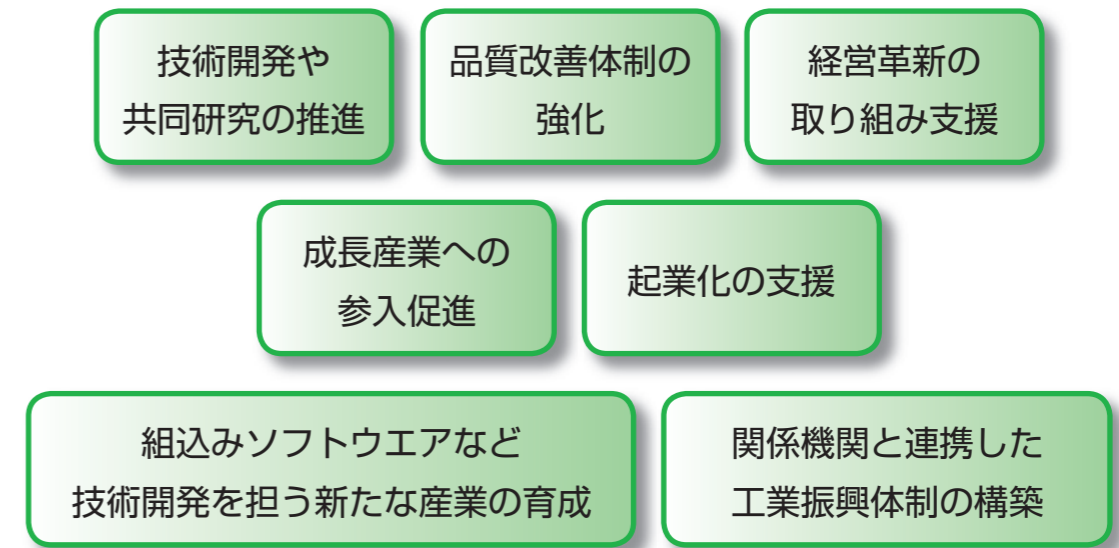 技術開発や
共同研究の推進
品質改善体制の
強化
経営革新の
取り組み支援
成長産業への
参入促進
起業化の支援
組込みソフトウエアなど
技術開発を担う新たな産業の育成
関係機関と連携した
工業振興体制の構築